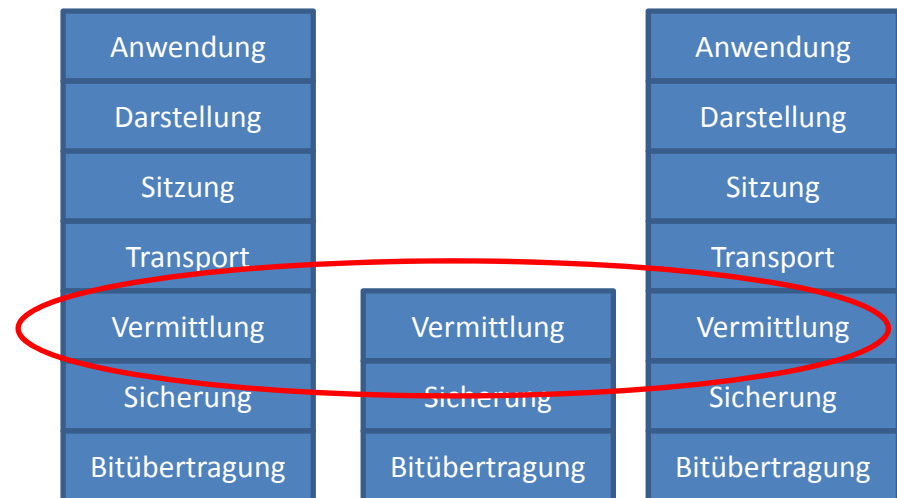 Anwendung
Darstellung
Sitzung
Transport
Vermittlung
Sicherung
Bitübertragung
Vermittlung
Sicherung
Bitübertragung
Anwendung
Darstellung
Sitzung
Transport
Vermittlung
Sicherung
Bitübertragung